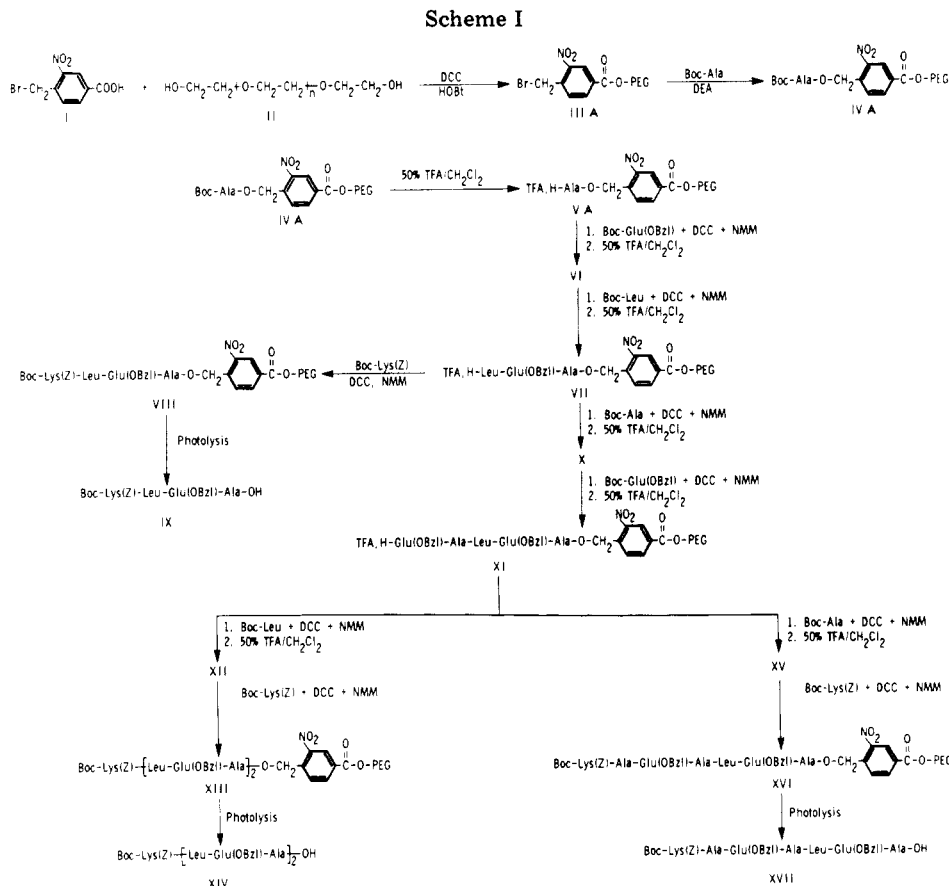 Scheme I
Br-CH₂ NO₂ COOH + HO-CH₂-CH₂+O-CH₂-CH₂+ₙO-CH₂-CH₂-OH DCC HOBt Br-CH₂ NO₂ O C-O-PEG Boc-Ala DEA Boc-Ala-O-CH₂ NO₂ O C-O-PEG
I II III A IV A
Boc-Ala-O-CH₂ NO₂ O C-O-PEG 50% TFA/CH₂Cl₂ TFA,H-Ala-O-CH₂ NO₂ O C-O-PEG
IV A V A
1. Boc-Glu(OBzl) + DCC + NMM
2. 50% TFA/CH₂Cl₂
VI
1. Boc-Leu + DCC + NMM
2. 50% TFA/CH₂Cl₂
Boc-Lys(Z)-Leu-Glu(OBzl)-Ala-O-CH₂ NO₂ O C-O-PEG Boc-Lys(Z) DCC, NMM TFA,H-Leu-Glu(OBzl)-Ala-O-CH₂ NO₂ O C-O-PEG
VIII VII
Photolysis
1. Boc-Ala + DCC + NMM
2. 50% TFA/CH₂Cl₂
Boc-Lys(Z)-Leu-Glu(OBzl)-Ala-OH
IX
X
1. Boc-Glu(OBzl) + DCC + NMM
2. 50% TFA/CH₂Cl₂
TFA,H-Glu(OBzl)-Ala-Leu-Glu(OBzl)-Ala-O-CH₂ NO₂ O C-O-PEG
XI
1. Boc-Leu + DCC + NMM
2. 50% TFA/CH₂Cl₂
XII
Boc-Lys(Z) + DCC + NMM
Boc-Lys(Z)-[Leu-Glu(OBzl)-Ala]₂-O-CH₂ NO₂ O C-O-PEG
XIII
Photolysis
Boc-Lys(Z)-[Leu-Glu(OBzl)-Ala]₂-OH
XIV
1. Boc-Ala + DCC + NMM
2. 50% TFA/CH₂Cl₂
XV
Boc-Lys(Z) + DCC + NMM
Boc-Lys(Z)-Ala-Glu(OBzl)-Ala-Leu-Glu(OBzl)-Ala-O-CH₂ NO₂ O C-O-PEG
XVI
Photolysis
Boc-Lys(Z)-Ala-Glu(OBzl)-Ala-Leu-Glu(OBzl)-Ala-OH
XVII